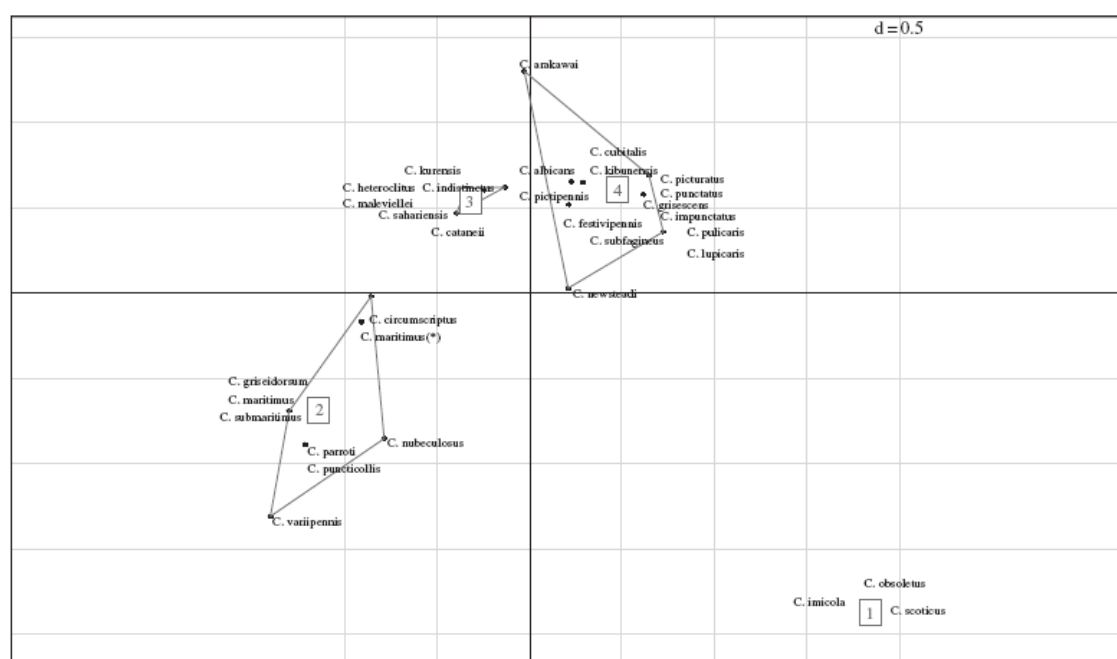 d = 0.5
C. arakawai
C. cubitalis
C. kurensis
C. albicans
C. kibunensis
C. picturatus
C. heteroclitus
C. indistinctus
4
C. punctatus
C. maleviellei
3
C. pictipennis
C. grisescens
C. sahariensis
C. impunctatus
C. festivipennis
C. cataneii
C. pulicaris
C. subfagineus
C. lupicaris
C. newsteadi
C. circumscriptus
C. maritimus(*)
C. griseidorsum
C. maritimus
2
C. submaritimus
C. nubeculosus
C. parroti
C. puncticollis
C. variipennis
C. obsoletus
C. imicola
1
C. scoticus